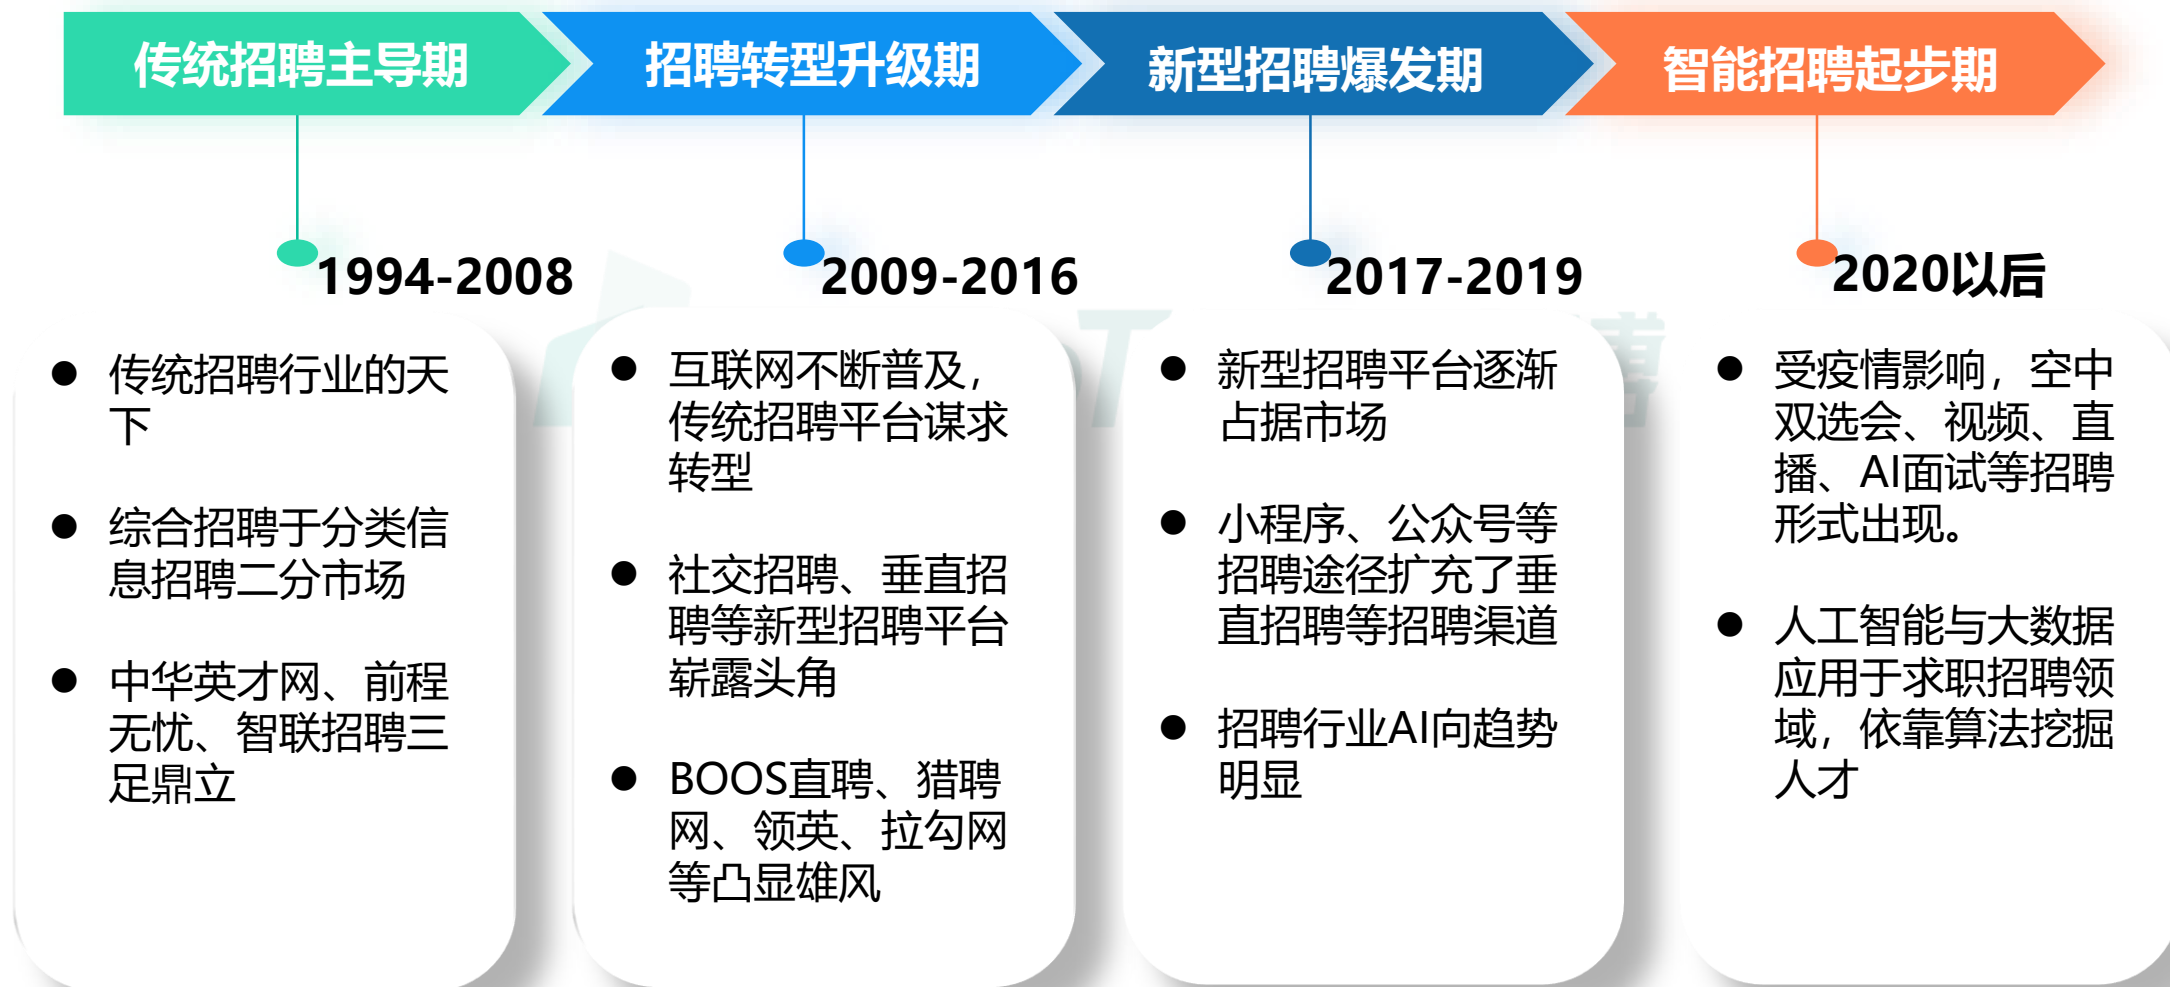 传统招聘主导期
招聘转型升级期
新型招聘爆发期
智能招聘起步期
1994-2008
2009-2016
2017-2019
2020以后
传统招聘行业的天
下
综合招聘于分类信
息招聘二分市场
中华英才网、前程
无忧、智联招聘三
足鼎立
互联网不断普及，
传统招聘平台谋求
转型
社交招聘、垂直招
聘等新型招聘平台
崭露头角
BOOS直聘、猎聘
网、领英、拉勾网
等凸显雄风
新型招聘平台逐渐
占据市场
小程序、公众号等
招聘途径扩充了垂
直招聘等招聘渠道
招聘行业AI向趋势
明显
受疫情影响，空中
双选会、视频、直
播、AI面试等招聘
形式出现。
人工智能与大数据
应用于求职招聘领
域，依靠算法挖掘
人才